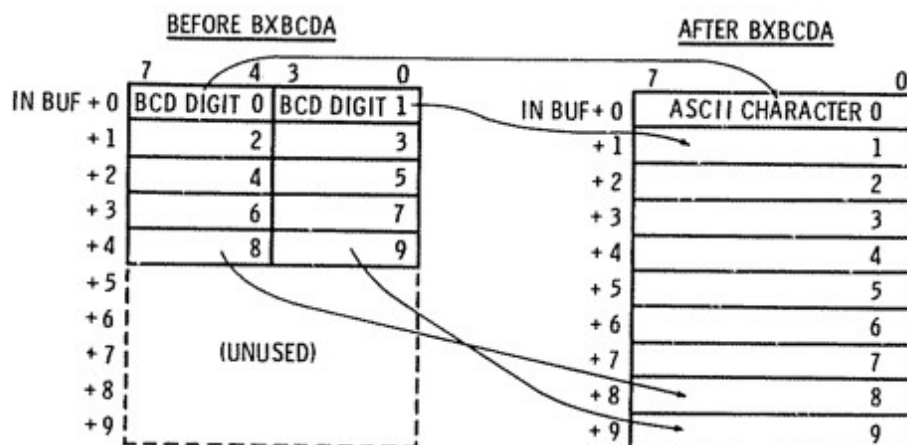 BEFORE BXBCDA
AFTER BXBCDA
7 4 3 0
7 0
IN BUF + 0 BCD DIGIT 0 BCD DIGIT 1
IN BUF + 0 ASCII CHARACTER 0
+ 1 2 3
+ 1 1
+ 2 4 5
+ 2 2
+ 3 6 7
+ 3 3
+ 4 8 9
+ 4 4
+ 5
+ 5 5
+ 6
+ 6 6
+ 7 (UNUSED)
+ 7 7
+ 8
+ 8 8
+ 9
+ 9 9